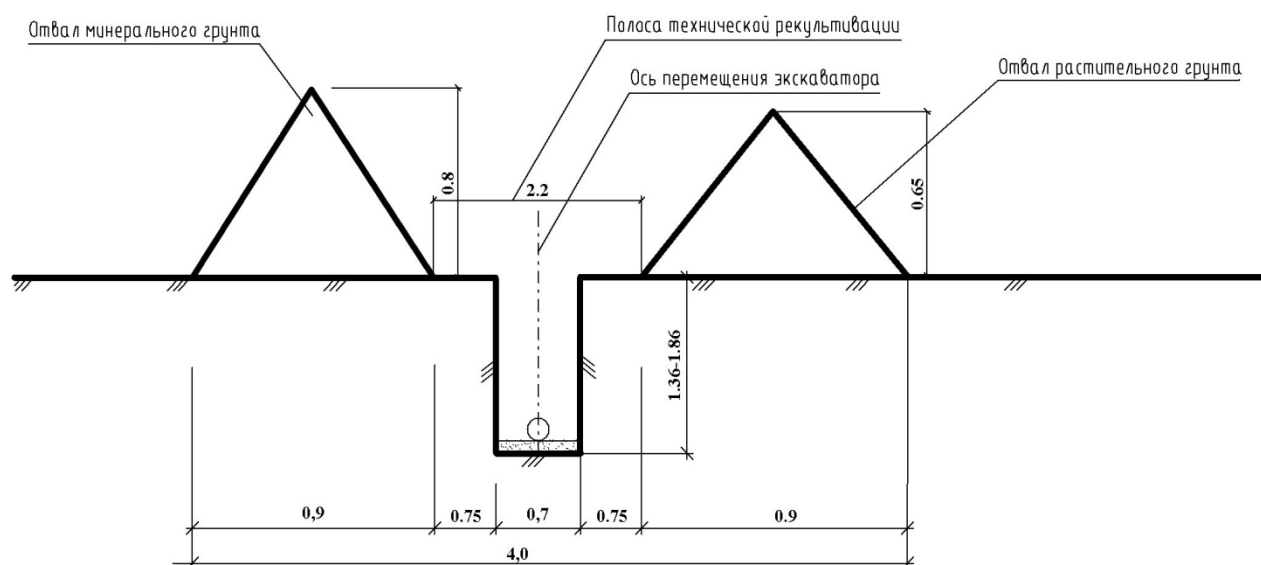 Полоса технической рекультивации
Отвал минерального грунта
Ось перемещения экскаватора
Отвал растительного грунта
0.8
2.2
0.65
1.36-1.86
0,9
0.75
0,7
0.75
0.9
4,0